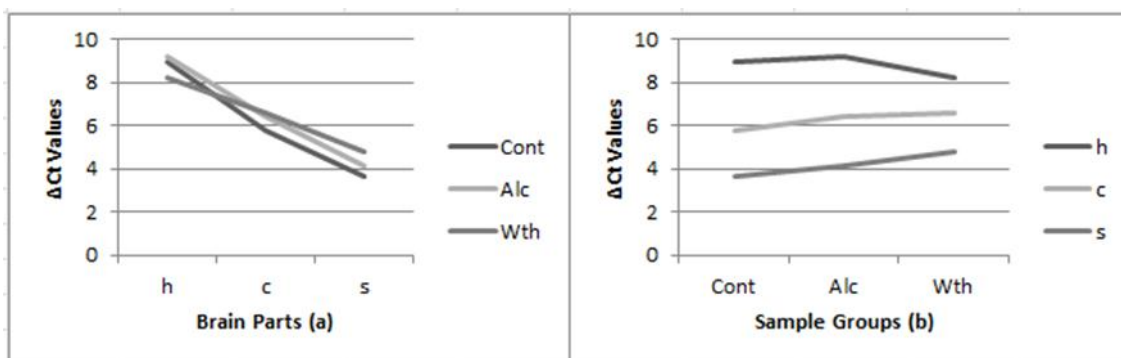 10
8
6
4
2
0
ΔCt Values
h c s
Brain Parts (a)
Cont
Alc
Wth
10
8
6
4
2
0
ΔCt Values
Cont Alc Wth
Sample Groups (b)
h
c
s